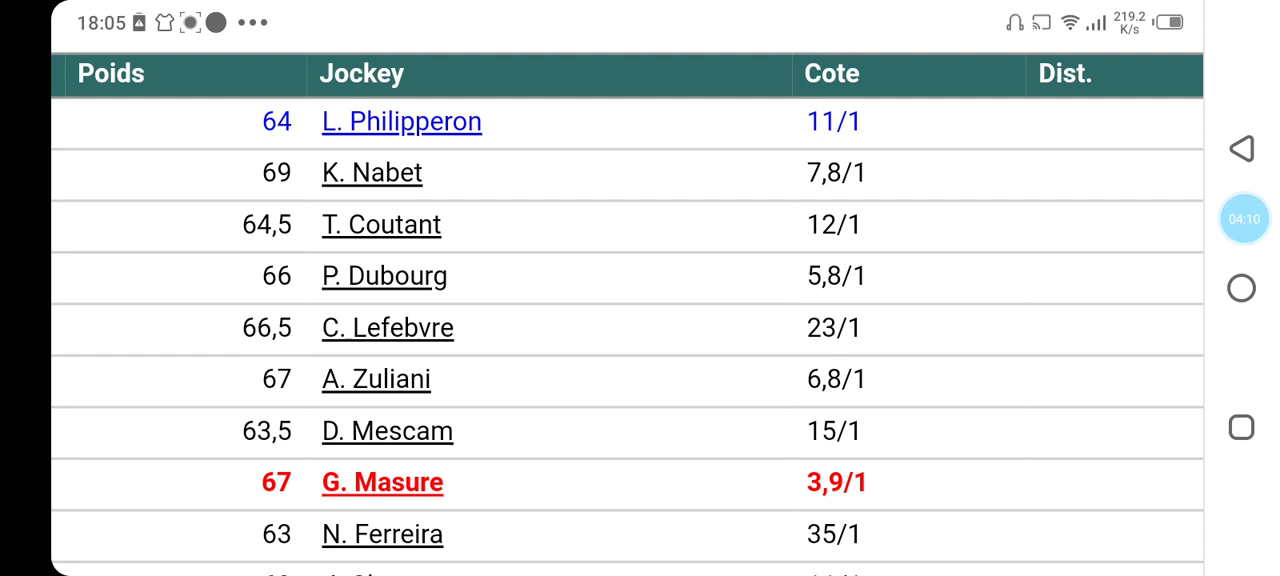 18:05 219.2 K/s
Poids Jockey Cote Dist.
64 L. Philipperon 11/1
69 K. Nabet 7,8/1
64,5 T. Coutant 12/1
66 P. Dubourg 5,8/1
66,5 C. Lefebvre 23/1
67 A. Zuliani 6,8/1
04:10
63,5 D. Mescam 15/1
67 G. Masure 3,9/1
63 N. Ferreira 35/1